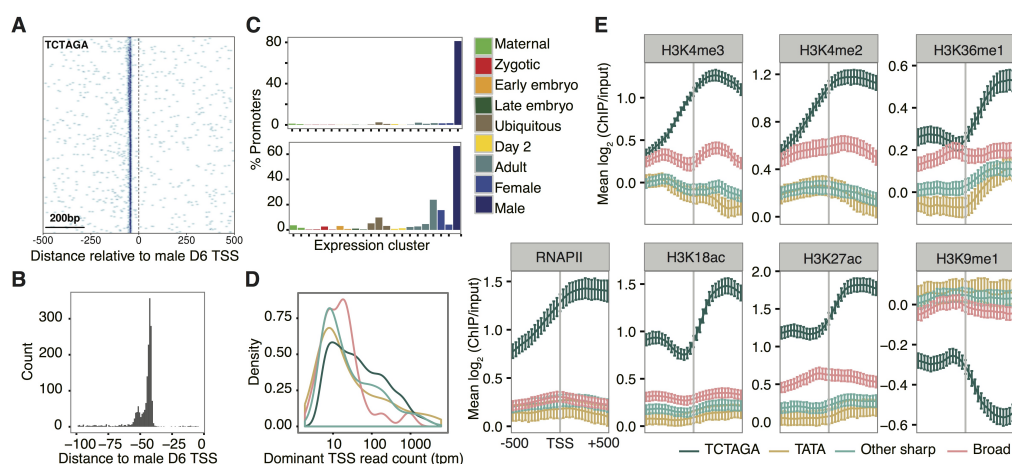 A
TCTAGA
200bp
-500 -250 0 250 500
Distance relative to male D6 TSS
B
300
200
100
0
Count
−100 −75 −50 −25 0
Distance to male D6 TSS
C
80
40
0
60
40
20
0
% Promoters
Expression cluster
Maternal
Zygotic
Early embryo
Late embryo
Ubiquitous
Day 2
Adult
Female
Male
D
0.75
0.50
0.25
0.00
Density
10 100 1000
Dominant TSS read count (tpm)
E
H3K4me3
1.0
0.5
0.0
Mean log2 (ChIP/input)
H3K4me2
1.2
0.8
0.4
0.0
H3K36me1
0.6
0.4
0.2
0.0
RNAPII
1.5
1.0
0.5
0.0
Mean log2 (ChIP/input)
-500 TSS +500
H3K18ac
1.5
1.0
0.5
0.0
H3K27ac
2.0
1.5
1.0
0.5
0.0
H3K9me1
0.0
−0.2
−0.4
−0.6
TCTAGA TATA Other sharp Broad